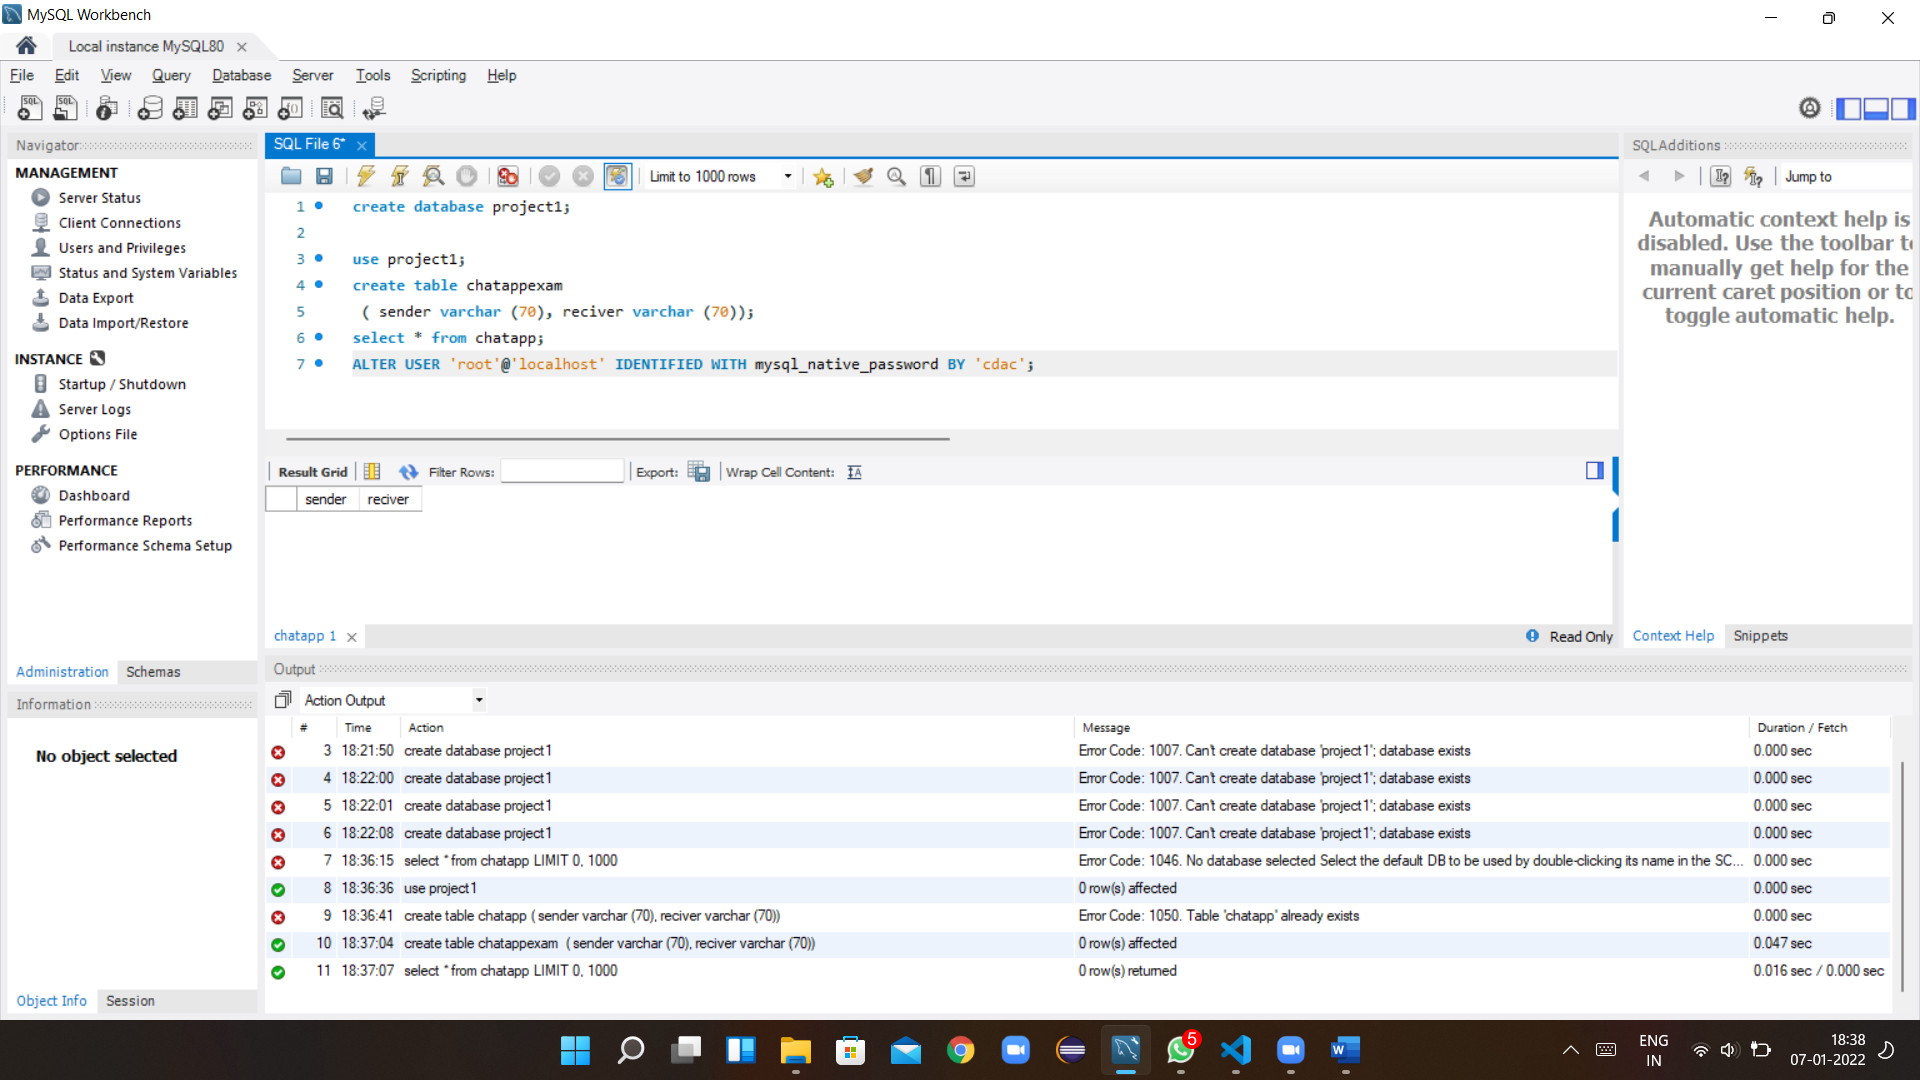 MySQL Workbench
Local instance MySQL80
File Edit View Query Database Server Tools Scripting Help
Navigator
MANAGEMENT
Server Status
Client Connections
Users and Privileges
Status and System Variables
Data Export
Data Import/Restore
INSTANCE
Startup / Shutdown
Server Logs
Options File
PERFORMANCE
Dashboard
Performance Reports
Performance Schema Setup
Administration Schemas
Information
No object selected
Object Info Session
SQL File 6*
Limit to 1000 rows
1 create database project1;
2
3 use project1;
4 create table chatappexam
5 ( sender varchar (70), reciver varchar (70));
6 select * from chatapp;
7 ALTER USER 'root'@'localhost' IDENTIFIED WITH mysql_native_password BY 'cdac';
Result Grid Filter Rows: Export: Wrap Cell Content:
sender reciver
chatapp 1
Read Only
SQLAdditions
Jump to
Automatic context help is
disabled. Use the toolbar t
manually get help for the
current caret position or to
toggle automatic help.
Context Help Snippets
Output
Action Output
# Time Action Message Duration / Fetch
3 18:21:50 create database project1 Error Code: 1007. Can't create database 'project1'; database exists 0.000 sec
4 18:22:00 create database project1 Error Code: 1007. Can't create database 'project1'; database exists 0.000 sec
5 18:22:01 create database project1 Error Code: 1007. Can't create database 'project1'; database exists 0.000 sec
6 18:22:08 create database project1 Error Code: 1007. Can't create database 'project1'; database exists 0.000 sec
7 18:36:15 select * from chatapp LIMIT 0, 1000 Error Code: 1046. No database selected Select the default DB to be used by double-clicking its name in the SC... 0.000 sec
8 18:36:36 use project1 0 row(s) affected 0.000 sec
9 18:36:41 create table chatapp ( sender varchar (70), reciver varchar (70)) Error Code: 1050. Table 'chatapp' already exists 0.000 sec
10 18:37:04 create table chatappexam ( sender varchar (70), reciver varchar (70)) 0 row(s) affected 0.047 sec
11 18:37:07 select * from chatapp LIMIT 0, 1000 0 row(s) returned 0.016 sec / 0.000 sec
5
ENG
IN
18:38
07-01-2022